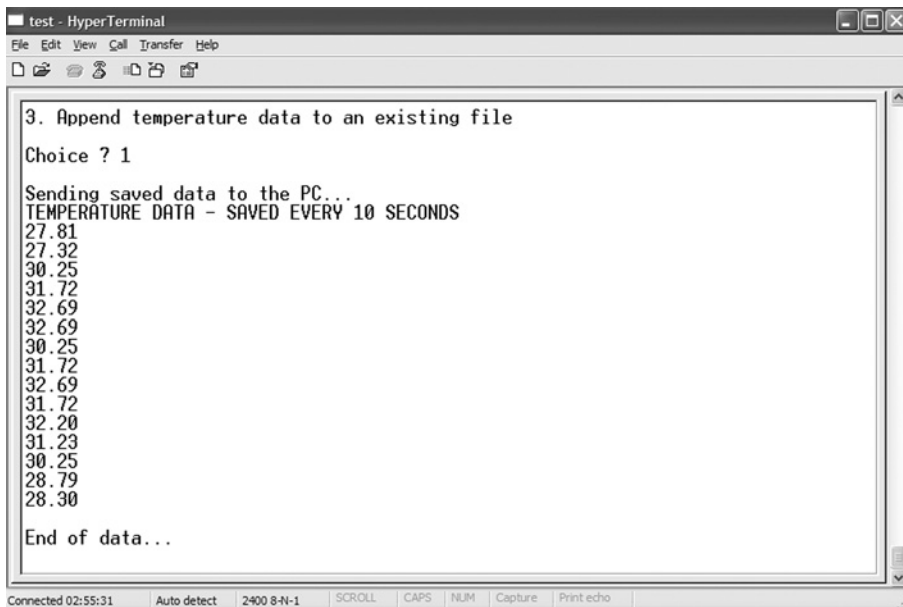 test - HyperTerminal
File Edit View Call Transfer Help
3. Append temperature data to an existing file
Choice ? 1
Sending saved data to the PC...
TEMPERATURE DATA - SAVED EVERY 10 SECONDS
27.81
27.32
30.25
31.72
32.69
32.69
30.25
31.72
32.69
31.72
32.20
31.23
30.25
28.79
28.30
End of data...
Connected 02:55:31 Auto detect 2400 8-N-1 SCROLL CAPS NUM Capture Print echo